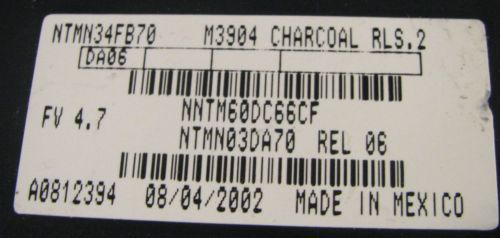 NTMN34FB70 M3904 CHARCOAL RLS.2
DA06
NNTM60DC66CF
FV 4.7
NTMN03DA70 REL 06
A0812394 08/04/2002 MADE IN MEXICO